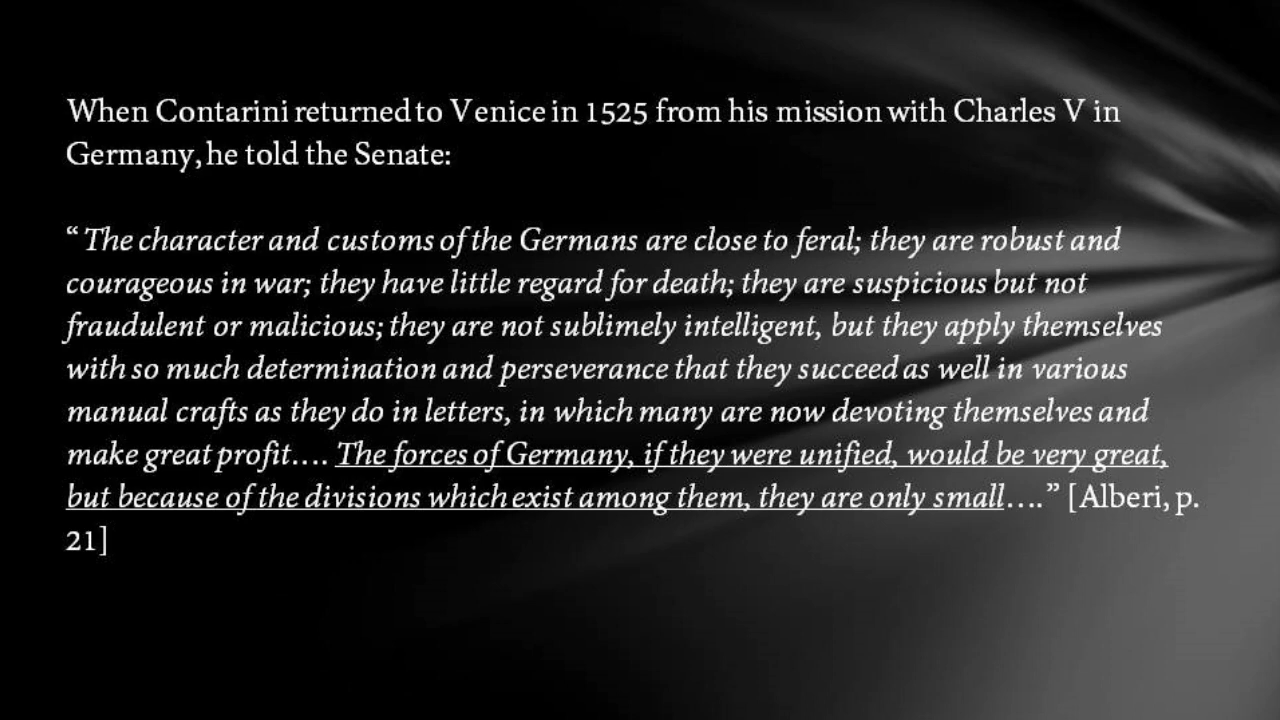 When Contarini returned to Venice in 1525 from his mission with Charles V in
Germany, he told the Senate:
“ The character and customs of the Germans are close to feral; they are robust and
courageous in war; they have little regard for death; they are suspicious but not
fraudulent or malicious; they are not sublimely intelligent, but they apply themselves
with so much determination and perseverance that they succeed as well in various
manual crafts as they do in letters, in which many are now devoting themselves and
make great profit…. The forces of Germany, if they were unified, would be very great,
but because of the divisions which exist among them, they are only small….” [Alberi, p.
21]